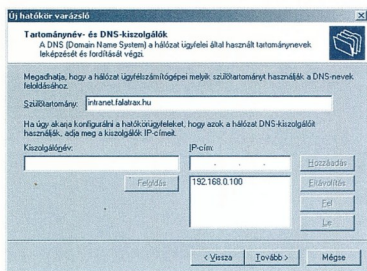 Új hatókör varázsló
Tartománynév- és DNS-kiszolgálók
A DNS (Domain Name System) a hálózat ügyfelei által használt tartománynevek
leképezését és fordítását végzi.
Megadhatja, hogy a hálózat ügyfélszámítógépei melyik szülőtartományt használják a DNS-nevek
feloldásához.
Szülőtartomány: intranet.falatrax.hu
Ha úgy akarja konfigurálni a hatókörügyfeleket, hogy azok a hálózat DNS-kiszolgálóit
használják, adja meg a kiszolgálók IP-címeit.
Kiszolgálónév: IP-cím:
. . . Hozzáadás
Feloldás 192.168.0.100 Eltávolítás
Fel
Le
< Vissza Tovább > Mégse